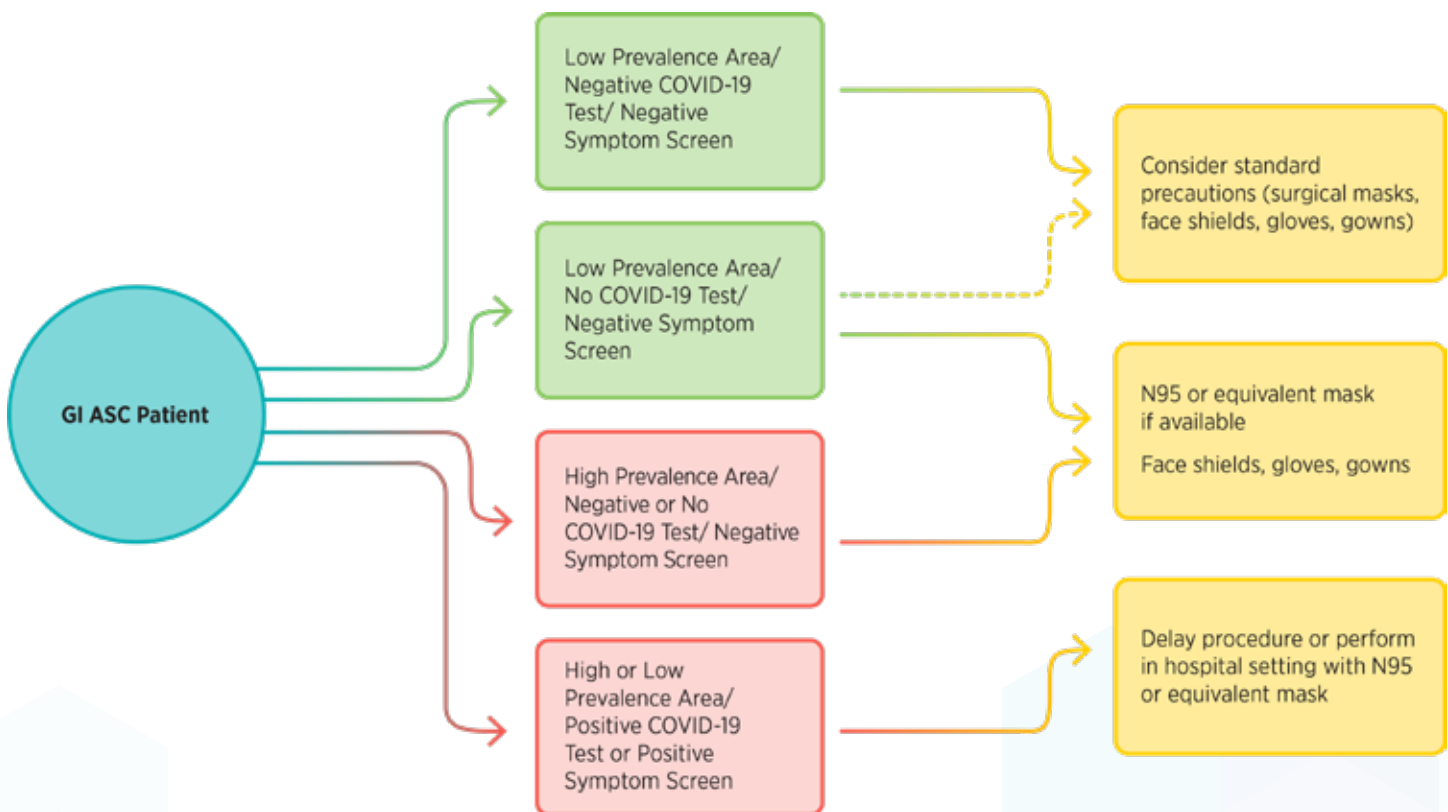 Low Prevalence Area/
Negative COVID-19
Test/ Negative
Symptom Screen
Consider standard
precautions (surgical masks,
face shields, gloves, gowns)
Low Prevalence Area/
No COVID-19 Test/
Negative Symptom
Screen
GI ASC Patient
N95 or equivalent mask
if available
Face shields, gloves, gowns
High Prevalence Area/
Negative or No
COVID-19 Test/ Negative
Symptom Screen
Delay procedure or perform
in hospital setting with N95
or equivalent mask
High or Low
Prevalence Area/
Positive COVID-19
Test or Positive
Symptom Screen